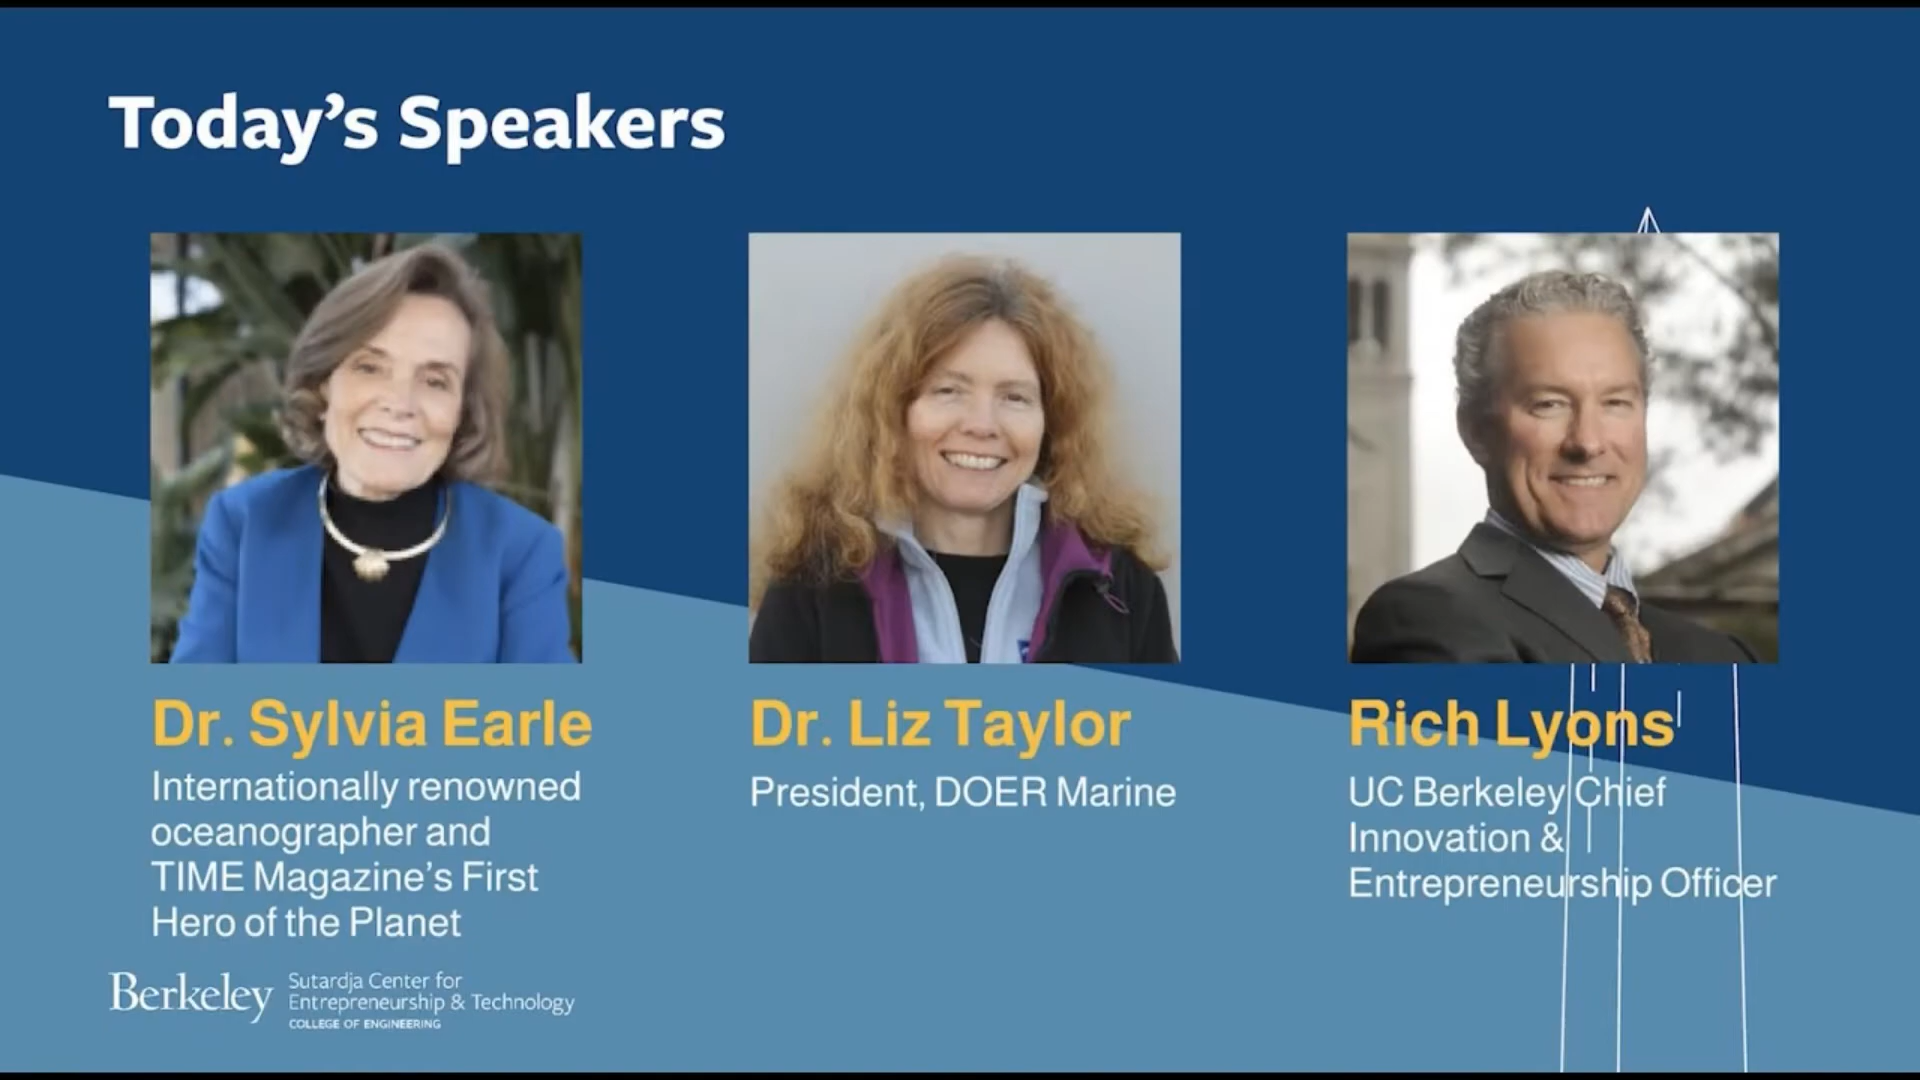 Today's Speakers
Dr. Sylvia Earle
Internationally renowned
oceanographer and
TIME Magazine's First
Hero of the Planet
Dr. Liz Taylor
President, DOER Marine
Rich Lyons
UC Berkeley Chief
Innovation &
Entrepreneurship Officer
Berkeley
Sutardja Center for
Entrepreneurship & Technology
COLLEGE OF ENGINEERING